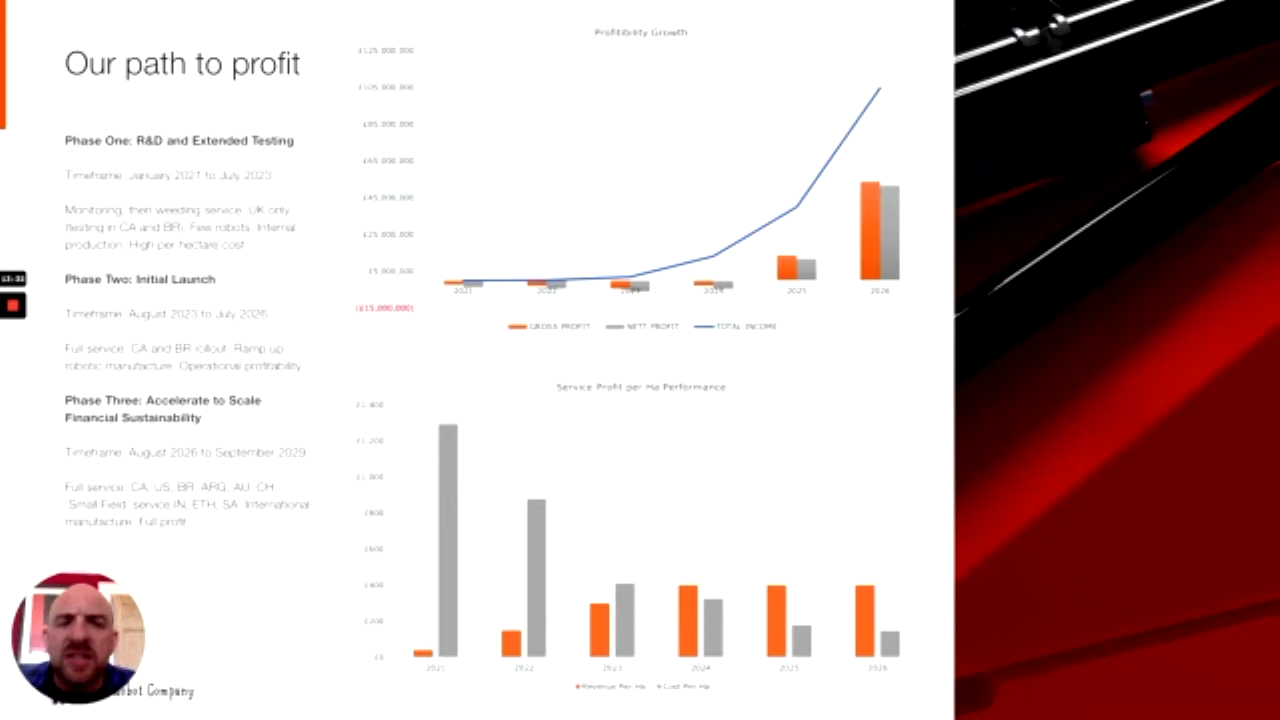 Our path to profit
Phase One: R&D and Extended Testing
Timeframe: January 2021 to July 2023
Monitoring, then weeding service. UK only
(testing in CA and BR). Few robots. Internal
production. High per hectare cost
Phase Two: Initial Launch
Timeframe: August 2023 to July 2026
Full service: CA and BR rollout. Ramp up
robotic manufacture. Operational profitability
Phase Three: Accelerate to Scale
Financial Sustainability
Timeframe: August 2026 to September 2029
Full service: CA, US, BR, ARG, AU, CH
'Small Field' service IN, ETH, SA. International
manufacture. Full profit
Robot Company
Profitibility Growth
£125,000,000
£105,000,000
£85,000,000
£65,000,000
£45,000,000
£25,000,000
£5,000,000
(£15,000,000)
2021 2022 2023 2024 2025 2026
GROSS PROFIT NETT PROFIT TOTAL INCOME
Service Profit per Ha Performance
£1,400
£1,200
£1,000
£800
£600
£400
£200
£0
2021 2022 2023 2024 2025 2026
Revenue Per Ha Cost Per Ha